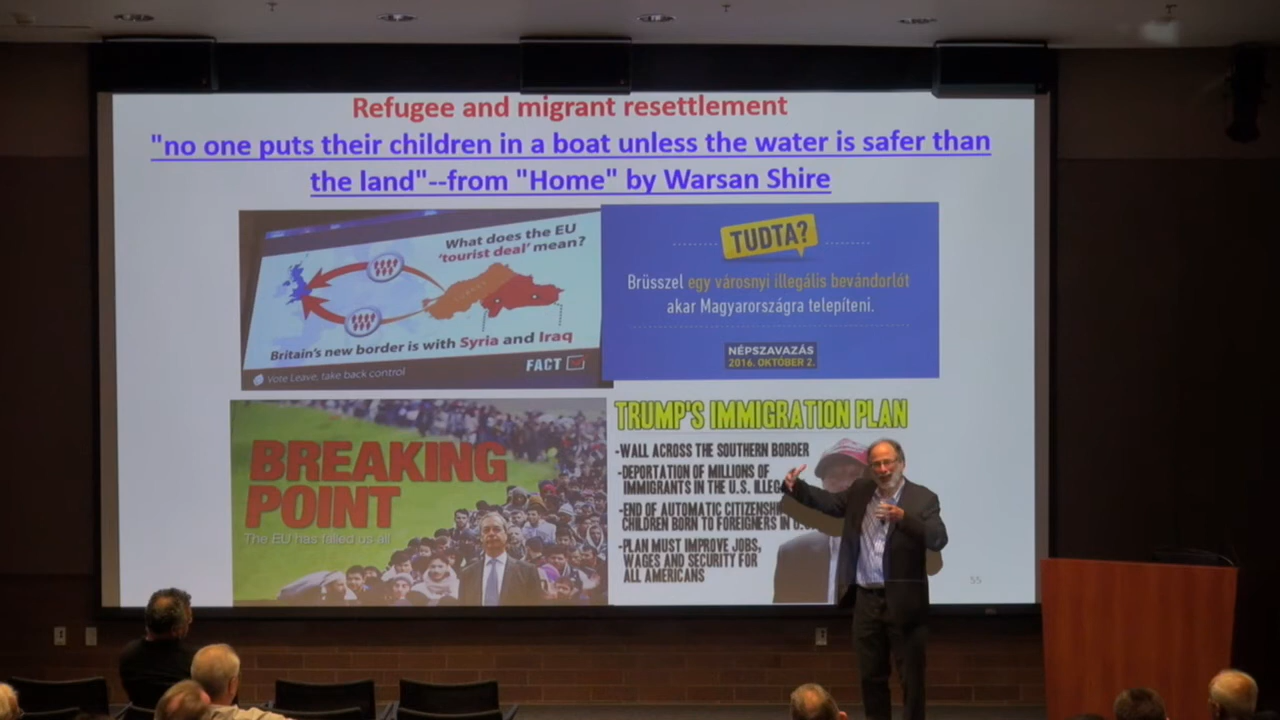 Refugee and migrant resettlement
"no one puts their children in a boat unless the water is safer than
the land"--from "Home" by Warsan Shire
What does the EU
'tourist deal' mean?
Britain's new border is with Syria and Iraq
FACT
Vote Leave, take back control
TUDTA?
Brüsszel egy városnyi illegális bevándorlót
akar Magyarországra telepíteni.
NÉPSZAVAZÁS
2016. OKTÓBER 2.
BREAKING
POINT
The EU has failed us all
TRUMP'S IMMIGRATION PLAN
-WALL ACROSS THE SOUTHERN BORDER
-DEPORTATION OF MILLIONS OF
IMMIGRANTS IN THE U.S. ILLEG
-END OF AUTOMATIC CITIZENSHI
CHILDREN BORN TO FOREIGNERS IN U.S.
-PLAN MUST IMPROVE JOBS,
WAGES AND SECURITY FOR
ALL AMERICANS
55